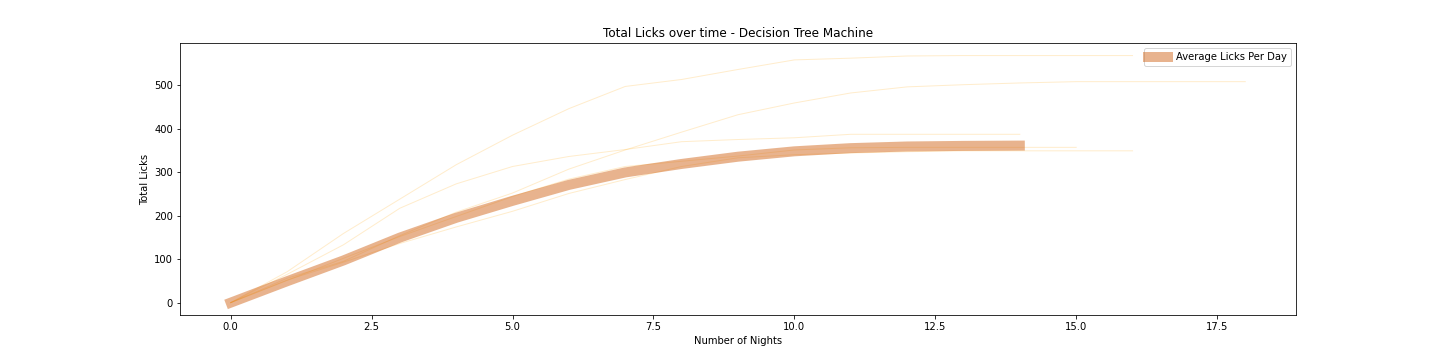 Total Licks over time - Decision Tree Machine
Average Licks Per Day
Total Licks
500
400
300
200
100
0
0.0 2.5 5.0 7.5 10.0 12.5 15.0 17.5
Number of Nights